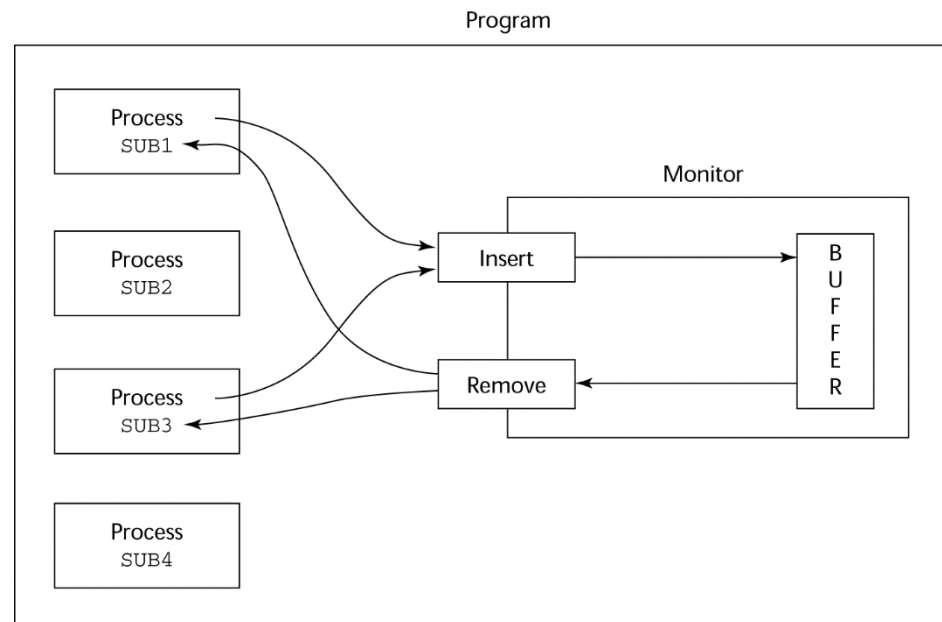 Program
Process
SUB1
Monitor
Process
SUB2
Insert
B
U
F
F
E
R
Process
SUB3
Remove
Process
SUB4